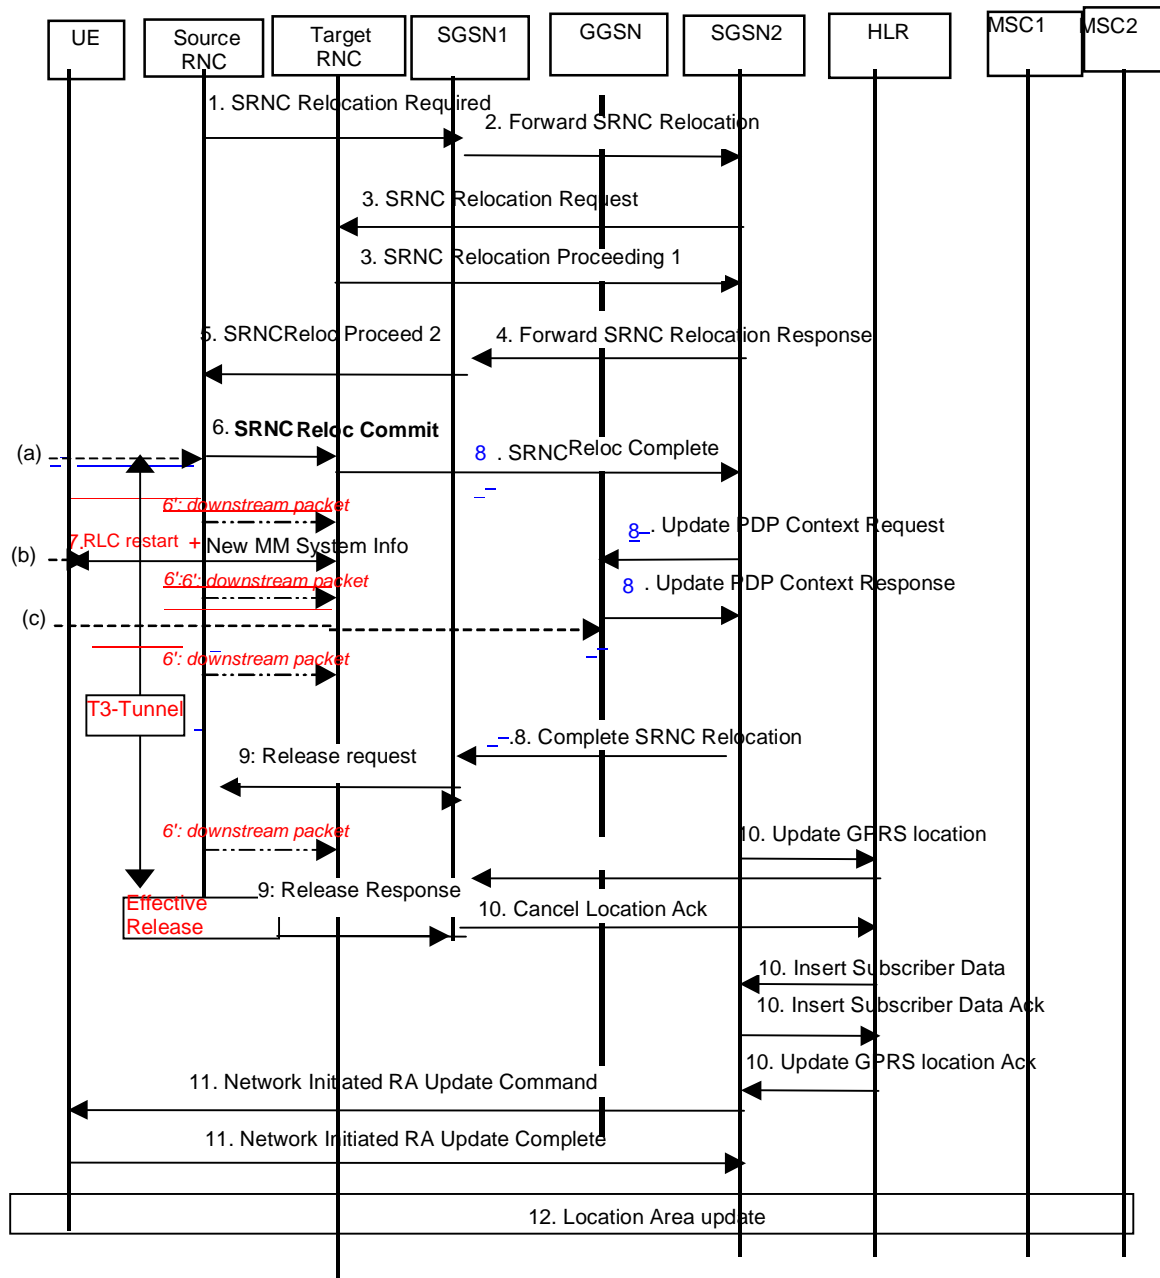 UE
Source
RNC
Target
RNC
SGSN1
GGSN
SGSN2
HLR
MSC1
MSC2
1. SRNC Relocation Required
2. Forward SRNC Relocation
3. SRNC Relocation Request
3. SRNC Relocation Proceeding 1
5. SRNCReloc Proceed 2
4. Forward SRNC Relocation Response
6. SRNC Reloc Commit
(a)
8 . SRNC Reloc Complete
6': downstream packet
8 . Update PDP Context Request
7.RLC restart + New MM System Info
(b)
6':6': downstream packet
8 . Update PDP Context Response
(c)
6': downstream packet
T3-Tunnel
.8. Complete SRNC Relocation
9: Release request
6': downstream packet
10. Update GPRS location
9: Release Response
Effective
Release
10. Cancel Location Ack
10. Insert Subscriber Data
10. Insert Subscriber Data Ack
10. Update GPRS location Ack
11. Network Initiated RA Update Command
11. Network Initiated RA Update Complete
12. Location Area update